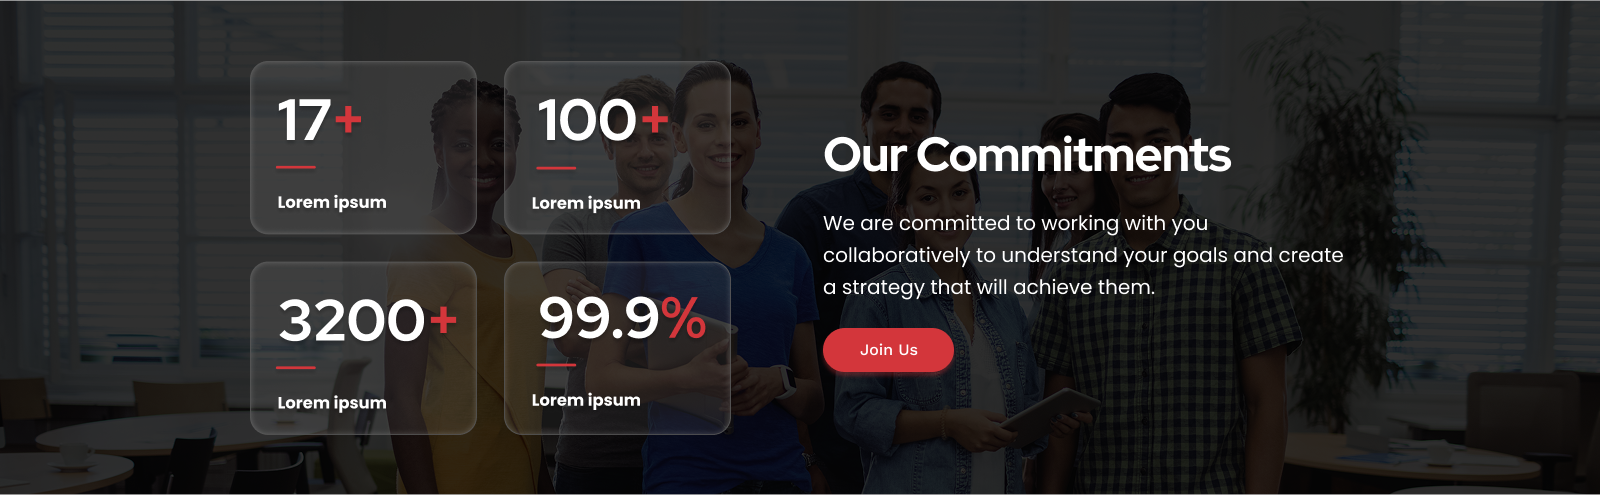 17+
Lorem ipsum
100+
Lorem ipsum
3200+
Lorem ipsum
99.9%
Lorem ipsum
Our Commitments
We are committed to working with you
collaboratively to understand your goals and create
a strategy that will achieve them.
Join Us